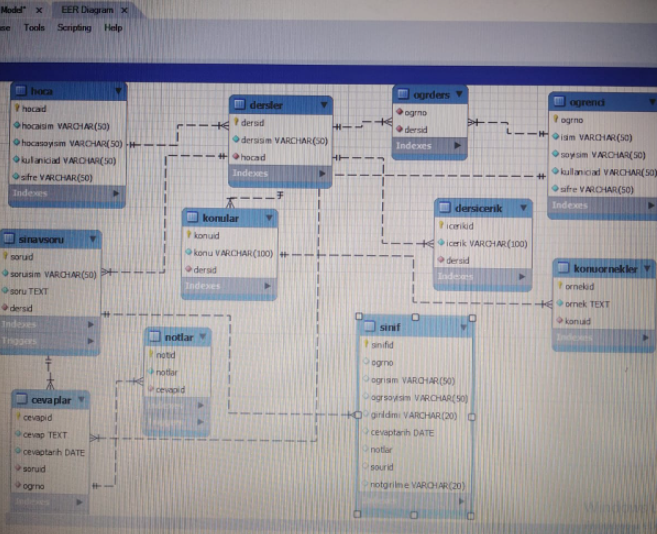 Model* × EER Diagram ×
Tools Scripting Help
hoca
hocaid
hocaisim VARCHAR(50)
hocasoyisim VARCHAR(50)
kullaniciad VARCHAR(50)
sifre VARCHAR(50)
Indexes
dersler
dersid
dersisim VARCHAR(50)
hocaid
Indexes
ogrders
ogrno
dersid
Indexes
ogrenci
ogrno
isim VARCHAR(50)
soyisim VARCHAR(50)
kullaniciad VARCHAR(50)
sifre VARCHAR(50)
Indexes
sinavsoru
soruid
sorusim VARCHAR(50)
soru TEXT
dersid
Indexes
Triggers
konular
konuid
konu VARCHAR(100)
dersid
Indexes
dersicerik
icerikid
icerik VARCHAR(100)
dersid
Indexes
konuornekler
ornekid
ornek TEXT
konuid
Indexes
notlar
notid
notlar
cevapid
sinif
sinifid
ogrno
ogrisim VARCHAR(50)
ogrsoyisim VARCHAR(50)
girildimi VARCHAR(20)
cevaptarih DATE
notlar
sourid
notgirilme VARCHAR(20)
cevaplar
cevapid
cevap TEXT
cevaptarih DATE
soruid
ogrno
Indexes